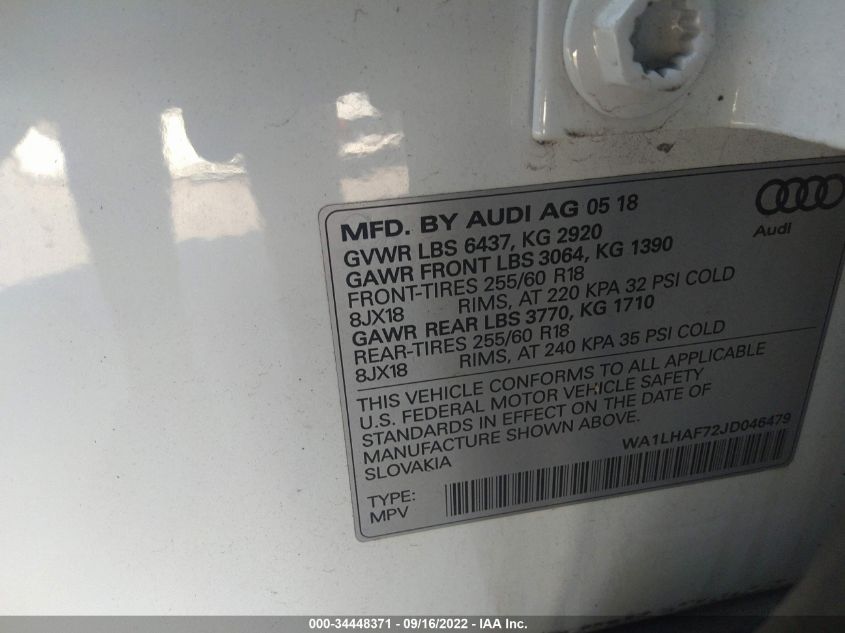 MFD. BY AUDI AG 05 18
GVWR LBS 6437, KG 2920
GAWR FRONT LBS 3064, KG 1390
FRONT-TIRES 255/60 R18
8JX18 RIMS, AT 220 KPA 32 PSI COLD
GAWR REAR LBS 3770, KG 1710
REAR-TIRES 255/60 R18
8JX18 RIMS, AT 240 KPA 35 PSI COLD
Audi
THIS VEHICLE CONFORMS TO ALL APPLICABLE
U.S. FEDERAL MOTOR VEHICLE SAFETY
STANDARDS IN EFFECT ON THE DATE OF
MANUFACTURE SHOWN ABOVE.
SLOVAKIA
WA1LHAF72JD046479
TYPE:
MPV
000-34448371 - 09/16/2022 - IAA Inc.